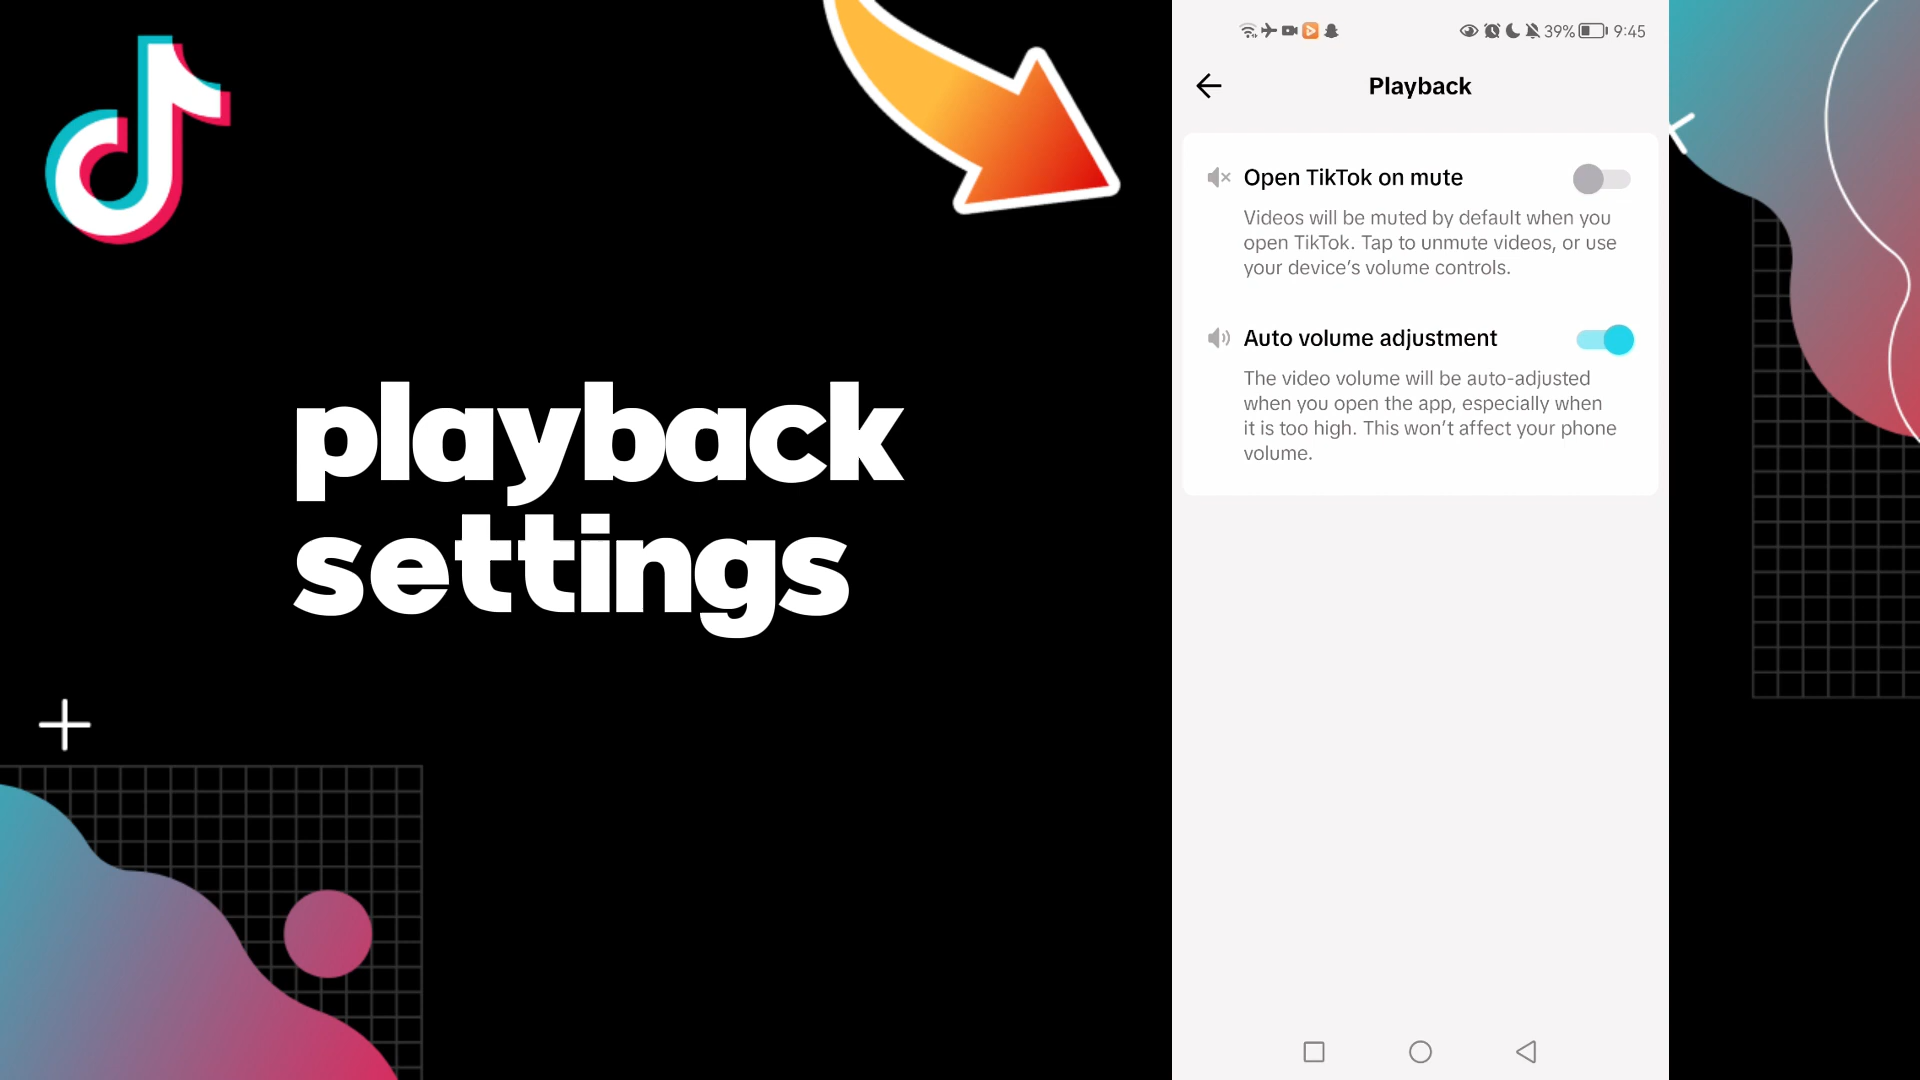 playback
settings
39% 9:45
Playback
Open TikTok on mute
Videos will be muted by default when you
open TikTok. Tap to unmute videos, or use
your device’s volume controls.
Auto volume adjustment
The video volume will be auto-adjusted
when you open the app, especially when
it is too high. This won’t affect your phone
volume.